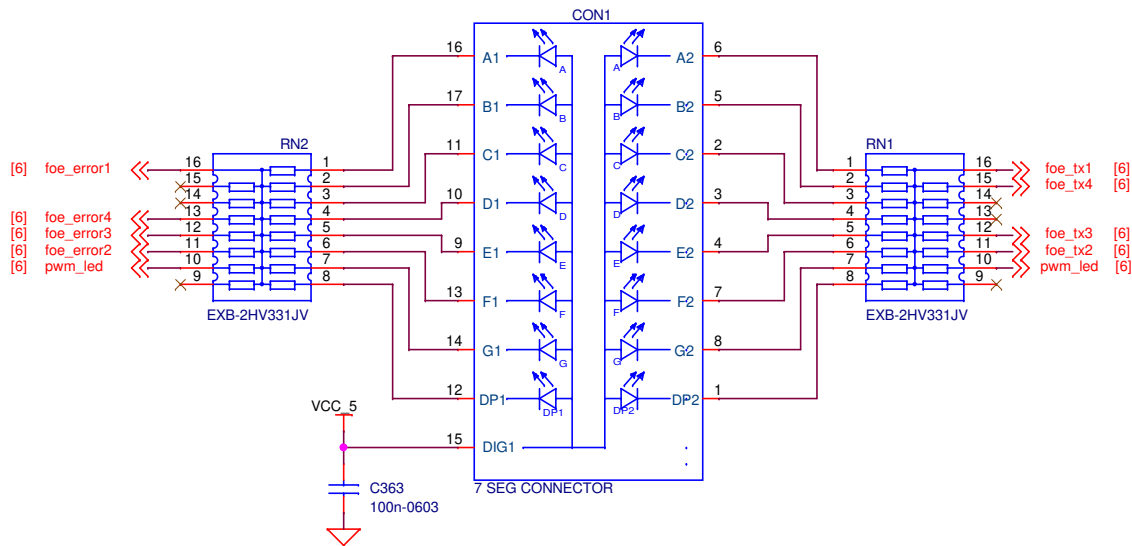 CON1
16 A1 A A A2 6
17 B1 B B B2 5
RN2 11 C1 C C C2 2 RN1
[6] foe_error1 16 1 1 16 foe_tx1 [6]
15 2 2 15 foe_tx4 [6]
14 3 3 14
10 D1 D D D2 3
[6] foe_error4 13 4 4 13
[6] foe_error3 12 5 5 12 foe_tx3 [6]
9 E1 E E E2 4
[6] foe_error2 11 6 6 11 foe_tx2 [6]
[6] pwm_led 10 7 7 10 pwm_led [6]
9 8 8 9
13 F1 F F F2 7
EXB-2HV331JV EXB-2HV331JV
14 G1 G G G2 8
12 DP1 DP1 DP2 DP2 1
VCC_5
15 DIG1
C363 7 SEG CONNECTOR
100n-0603